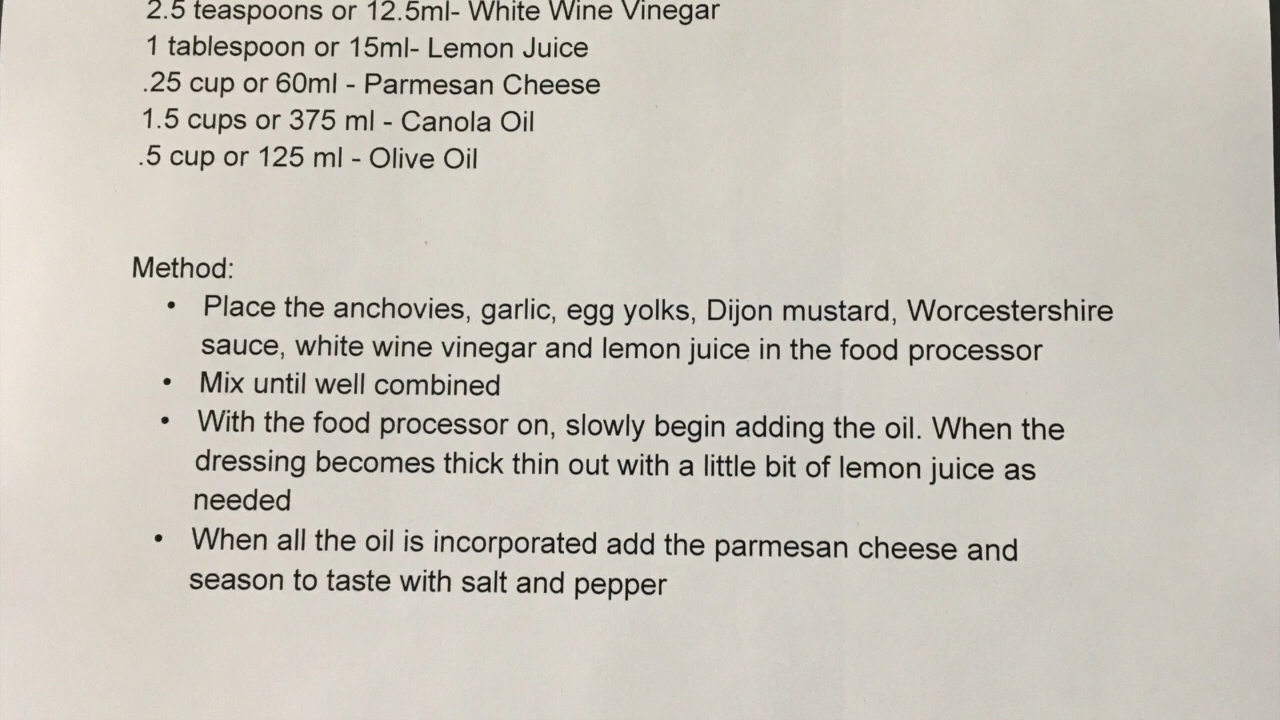 2.5 teaspoons or 12.5ml- White Wine Vinegar
1 tablespoon or 15ml- Lemon Juice
.25 cup or 60ml - Parmesan Cheese
1.5 cups or 375 ml - Canola Oil
.5 cup or 125 ml - Olive Oil
Method:
• Place the anchovies, garlic, egg yolks, Dijon mustard, Worcestershire
sauce, white wine vinegar and lemon juice in the food processor
• Mix until well combined
• With the food processor on, slowly begin adding the oil. When the
dressing becomes thick thin out with a little bit of lemon juice as
needed
• When all the oil is incorporated add the parmesan cheese and
season to taste with salt and pepper